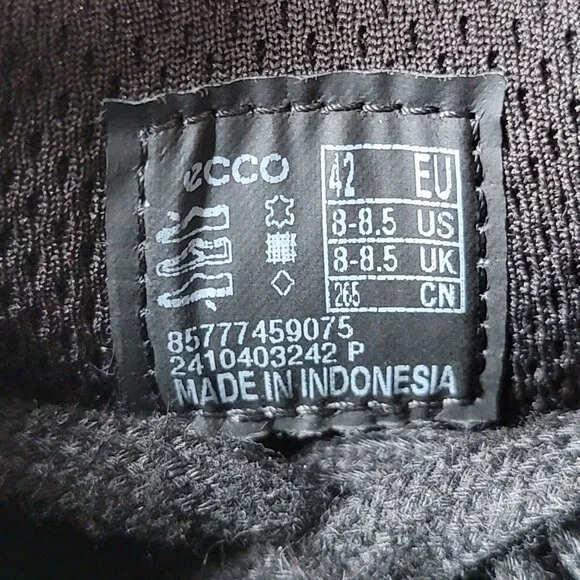 ecco
42 EU
8-8.5 US
8-8.5 UK
265 CN
85777459075
2410403242 P
MADE IN INDONESIA